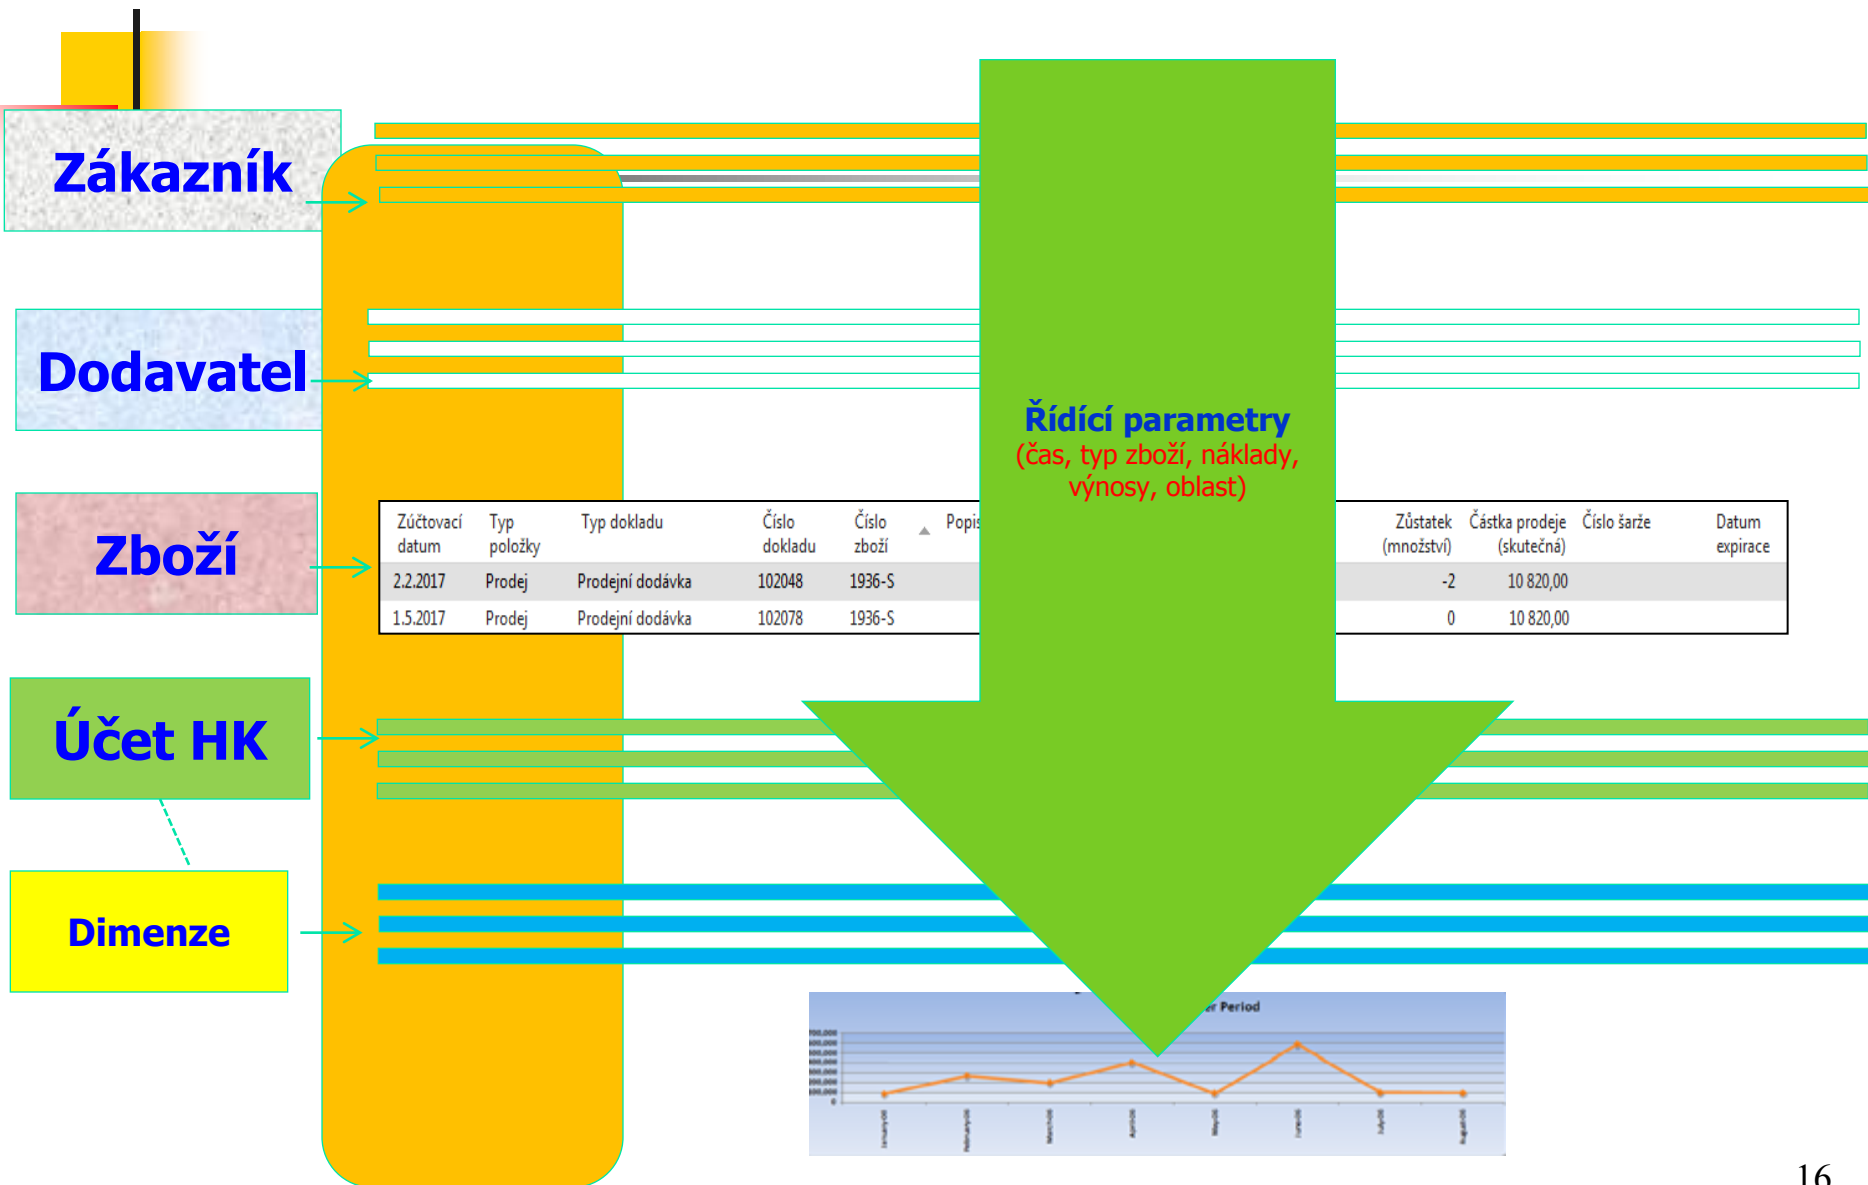 Zákazník
Dodavatel
Řídící parametry
(čas, typ zboží, náklady,
výnosy, oblast)
Zboží
Zúčtovací datum Typ položky Typ dokladu Číslo dokladu Číslo zboží Popis Zůstatek (množství) Částka prodeje (skutečná) Číslo šarže Datum expirace
2.2.2017 Prodej Prodejní dodávka 102048 1936-S -2 10 820,00
1.5.2017 Prodej Prodejní dodávka 102078 1936-S 0 10 820,00
Účet HK
Dimenze
er Period
16